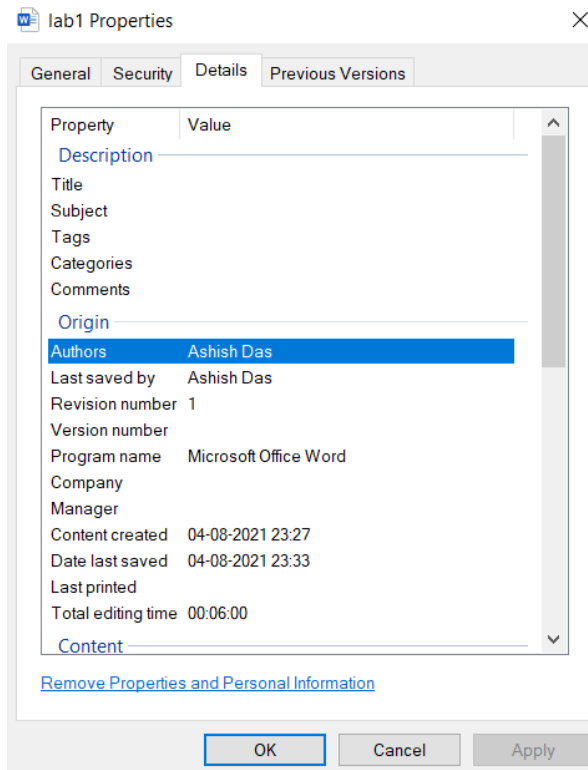 lab1 Properties
General Security Details Previous Versions
Property Value
Description
Title
Subject
Tags
Categories
Comments
Origin
Authors Ashish Das
Last saved by Ashish Das
Revision number 1
Version number
Program name Microsoft Office Word
Company
Manager
Content created 04-08-2021 23:27
Date last saved 04-08-2021 23:33
Last printed
Total editing time 00:06:00
Content
Remove Properties and Personal Information
OK Cancel Apply